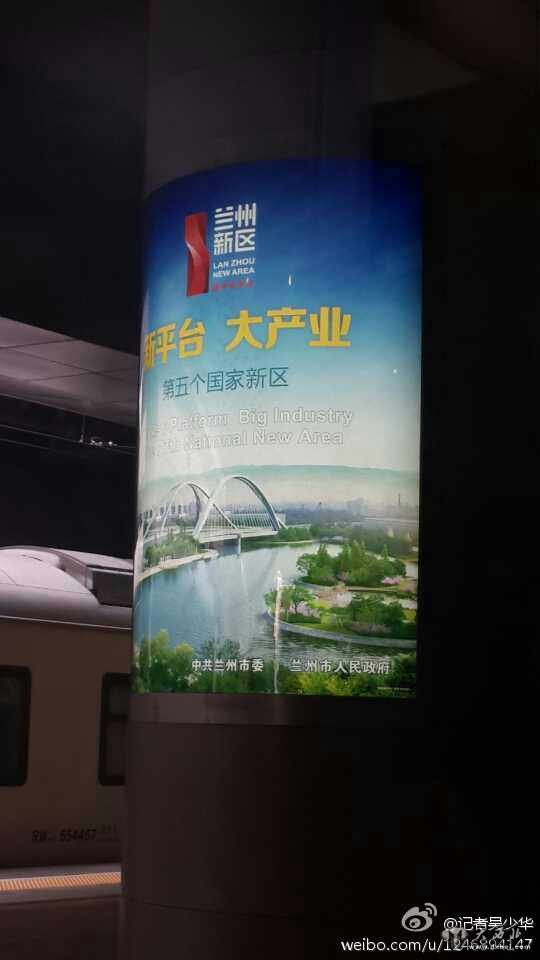 兰州
新区
LAN ZHOU
NEW AREA
新平台 大产业
第五个国家新区
Platform Big Industry
National New Area
中共兰州市委 兰州市人民政府
RW 554457
@记者吴少华
weibo.com/u/1246894147